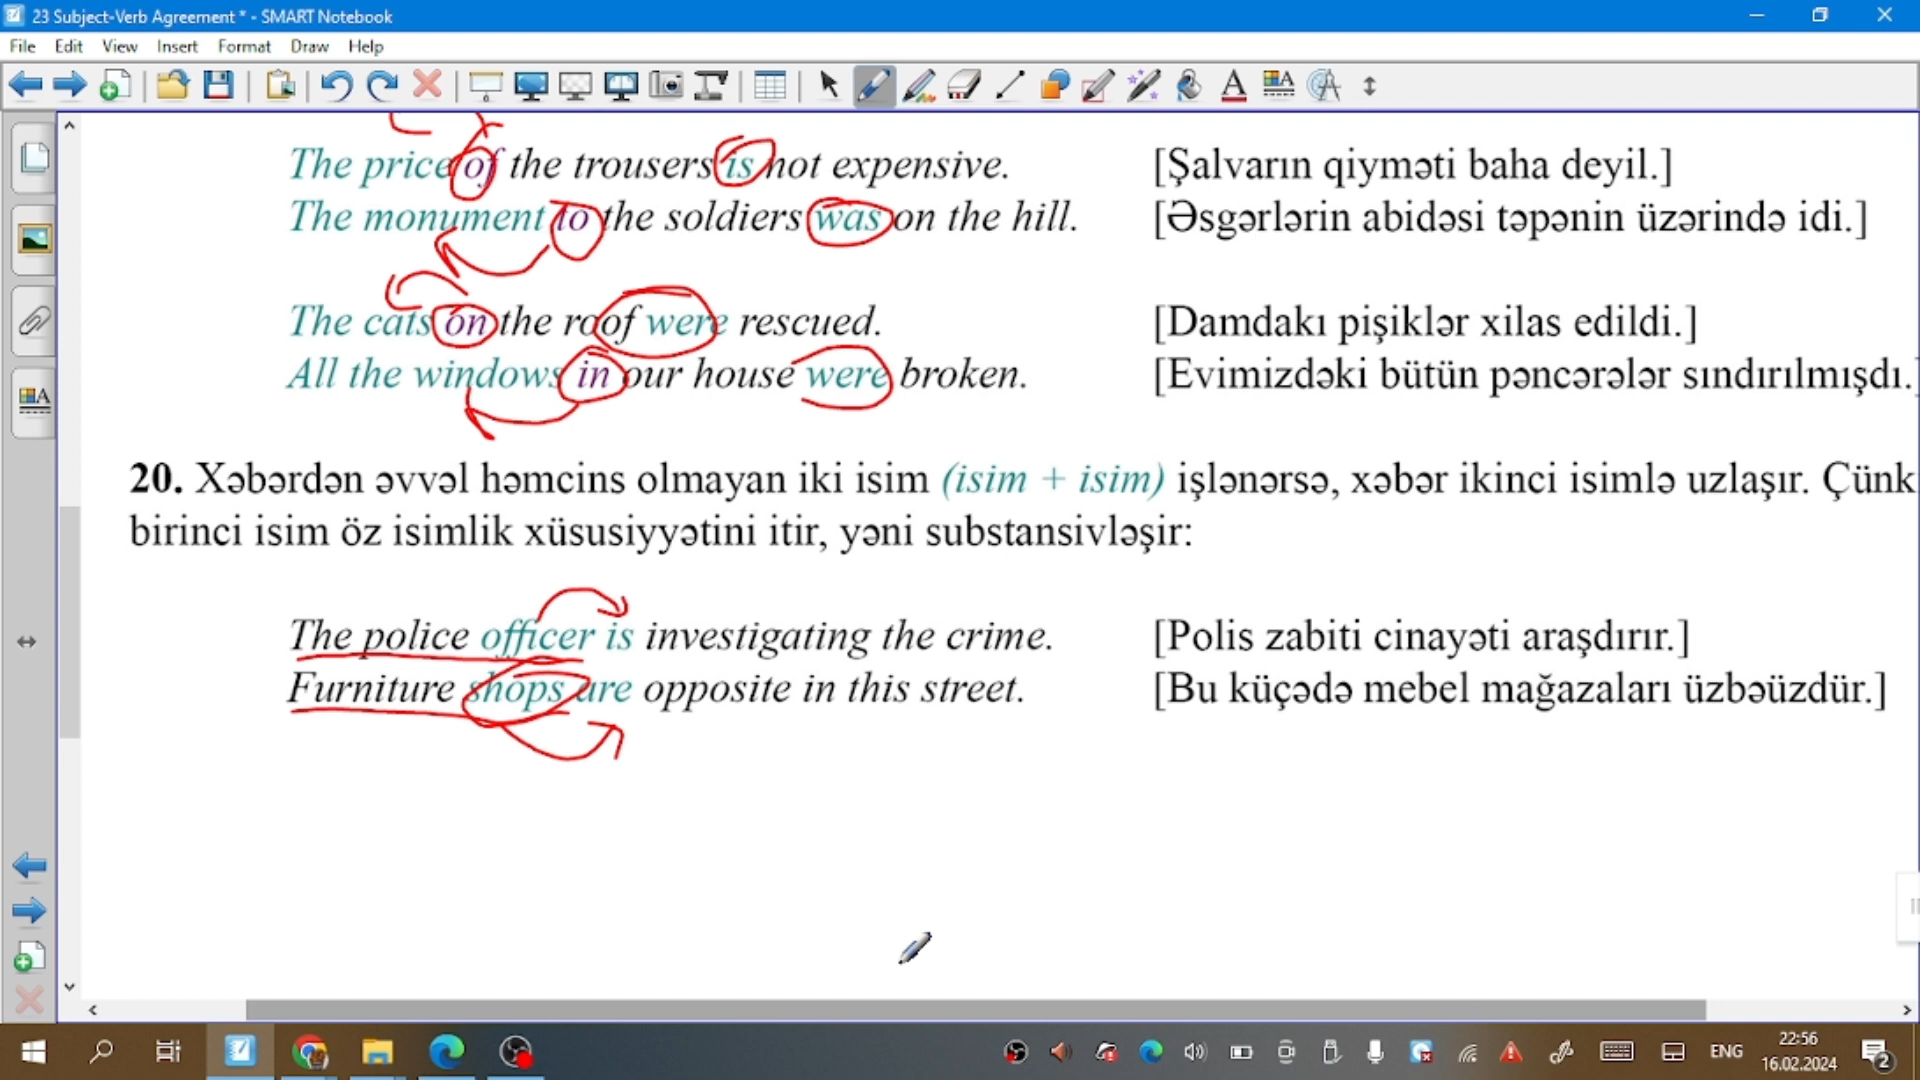 23 Subject-Verb Agreement * - SMART Notebook
File Edit View Insert Format Draw Help
The price of the trousers is not expensive. [Şalvarın qiyməti baha deyil.]
The monument to the soldiers was on the hill. [Əsgərlərin abidəsi təpənin üzərində idi.]
The cats on the roof were rescued. [Damdakı pişiklər xilas edildi.]
All the windows in our house were broken. [Evimizdəki bütün pəncərələr sındırılmışdı.]
20. Xəbərdən əvvəl həmcins olmayan iki isim (isim + isim) işlənərsə, xəbər ikinci isimlə uzlaşır. Çünk
birinci isim öz isimlik xüsusiyyətini itir, yəni substansivləşir:
The police officer is investigating the crime. [Polis zabiti cinayəti araşdırır.]
Furniture shops are opposite in this street. [Bu küçədə mebel mağazaları üzbəüzdür.]
ENG
22:56
16.02.2024
2